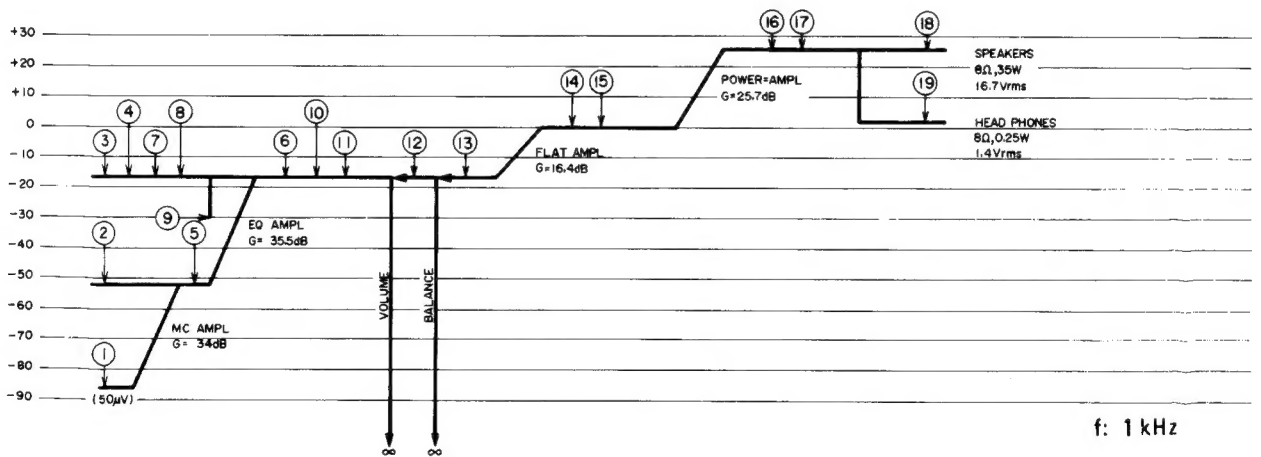 +30
+20
+10
0
−10
−20
−30
−40
−50
−60
−70
−80
−90
16 17 18
SPEAKERS
8Ω,35W
16.7Vrms
14 15
POWER=AMPL
G=25.7dB
19
HEAD PHONES
8Ω,0.25W
1.4Vrms
3 4 7 8 6 10 11 12 13
FLAT AMPL
G=16.4dB
9
EQ AMPL
G= 35.5dB
2 5
VOLUME
BALANCE
MC AMPL
G= 34dB
1
(50μV)
∞ ∞
f: 1 kHz